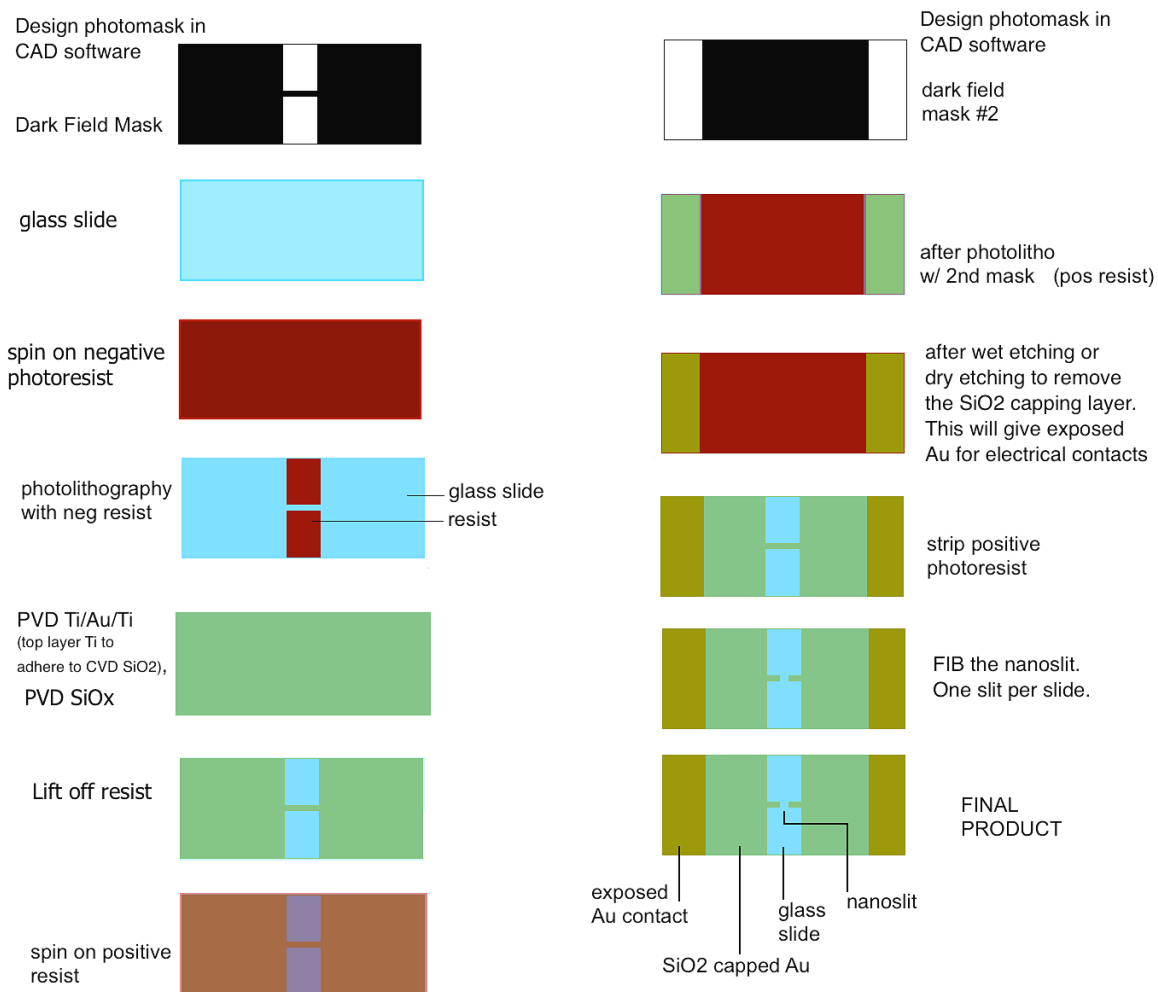 Design photomask in
CAD software
Dark Field Mask
glass slide
spin on negative
photoresist
photolithography
with neg resist
glass slide
resist
PVD Ti/Au/Ti
(top layer Ti to
adhere to CVD SiO2),
PVD SiOx
Lift off resist
spin on positive
resist
Design photomask in
CAD software
dark field
mask #2
after photolitho
w/ 2nd mask (pos resist)
after wet etching or
dry etching to remove
the SiO2 capping layer.
This will give exposed
Au for electrical contacts
strip positive
photoresist
FIB the nanoslit.
One slit per slide.
FINAL
PRODUCT
exposed
Au contact
SiO2 capped Au
glass
slide
nanoslit